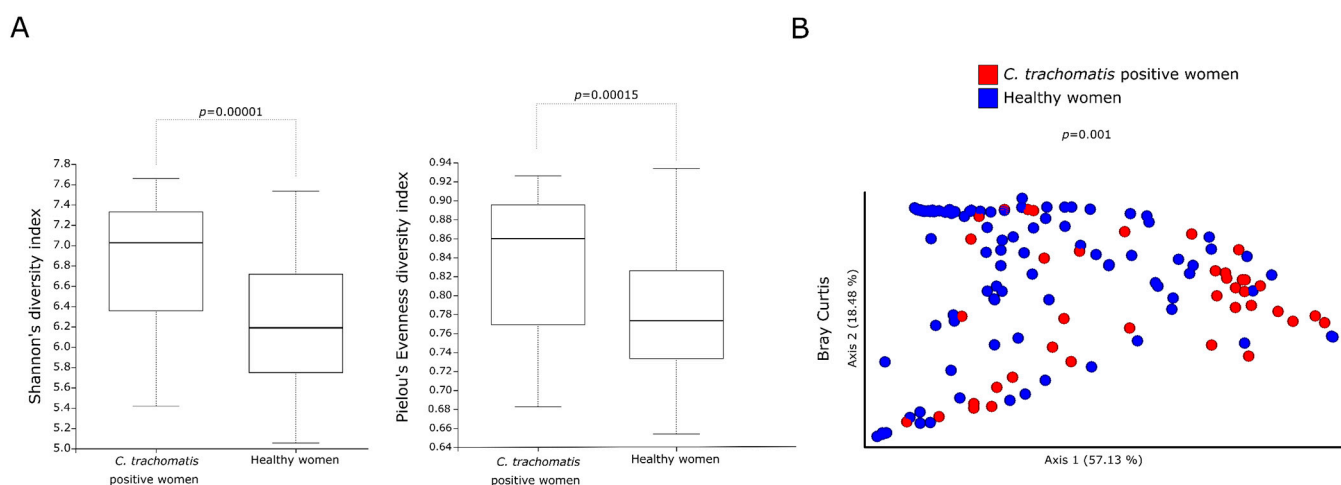 A
p=0.00001
Shannon's diversity index
7.8
7.6
7.4
7.2
7.0
6.8
6.6
6.4
6.2
6.0
5.8
5.6
5.4
5.2
5.0
C. trachomatis
positive women
Healthy women
p=0.00015
Pielou's Evenness diversity index
0.94
0.92
0.90
0.88
0.86
0.84
0.82
0.80
0.78
0.76
0.74
0.72
0.70
0.68
0.66
0.64
C. trachomatis
positive women
Healthy women
B
C. trachomatis positive women
Healthy women
p=0.001
Bray Curtis
Axis 2 (18.48 %)
Axis 1 (57.13 %)